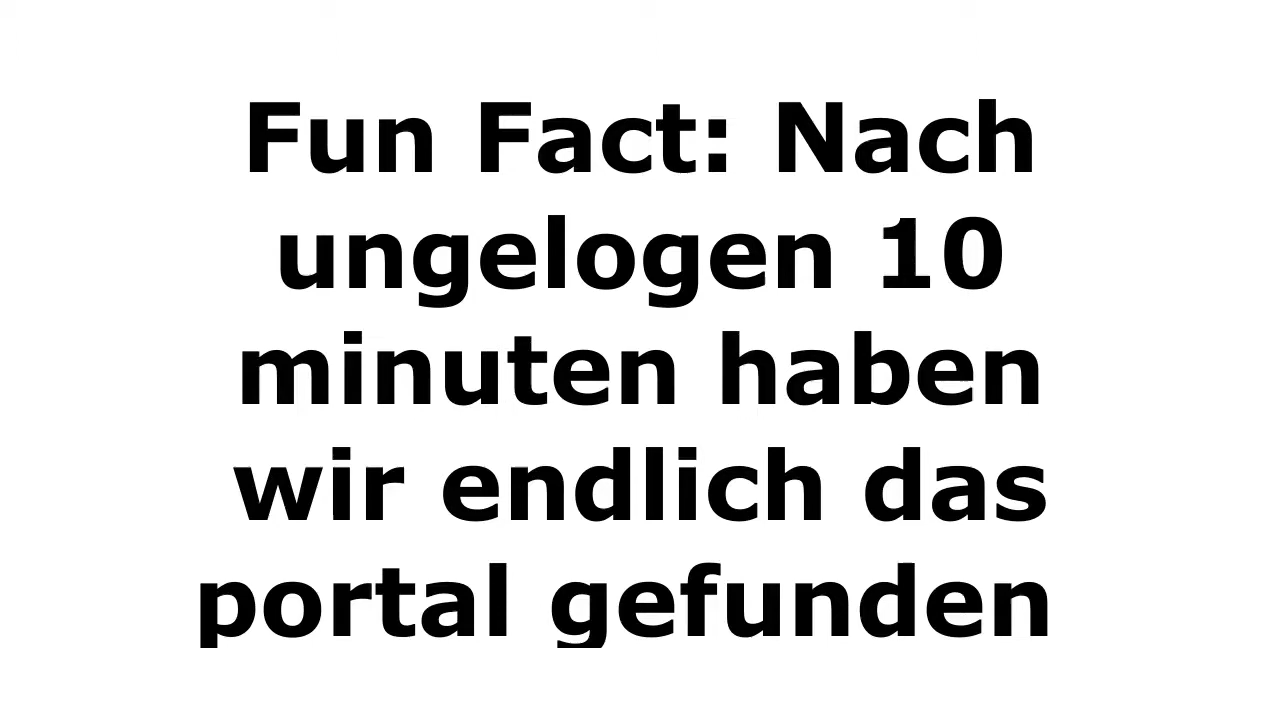 Fun Fact: Nach
ungelogen 10
minuten haben
wir endlich das
portal gefunden